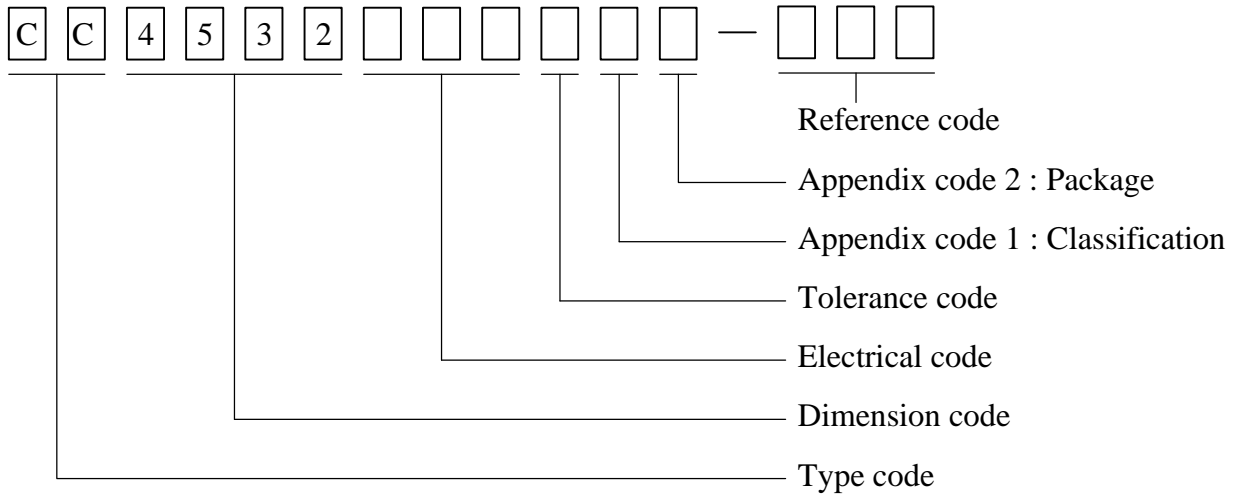 C C 4 5 3 2 —
Reference code
Appendix code 2 : Package
Appendix code 1 : Classification
Tolerance code
Electrical code
Dimension code
Type code